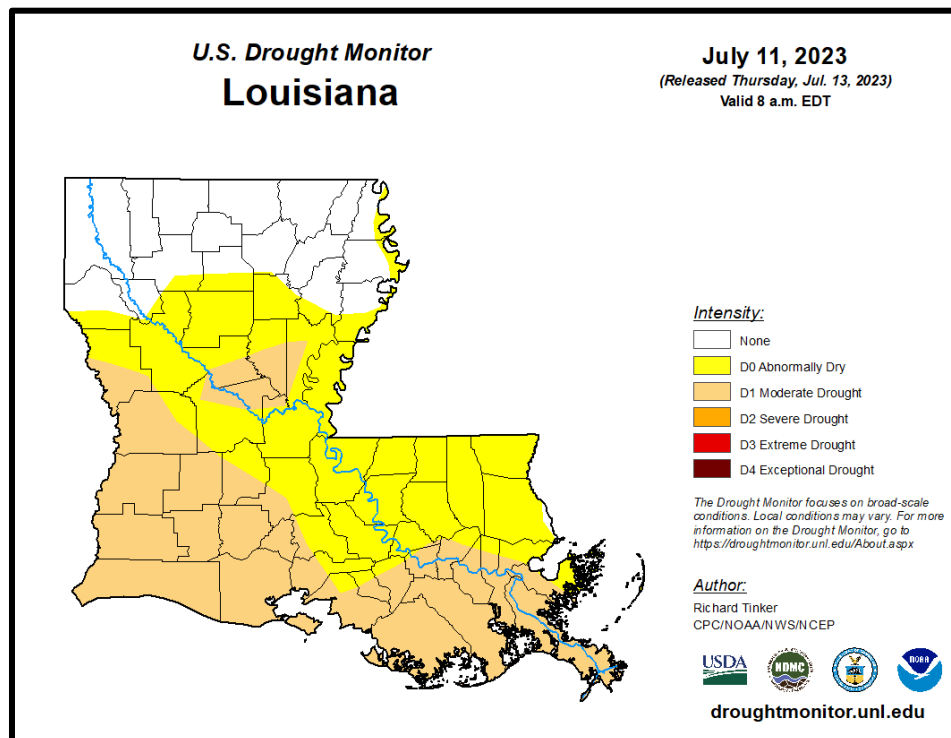 U.S. Drought Monitor
Louisiana
July 11, 2023
(Released Thursday, Jul. 13, 2023)
Valid 8 a.m. EDT
Intensity:
None
D0 Abnormally Dry
D1 Moderate Drought
D2 Severe Drought
D3 Extreme Drought
D4 Exceptional Drought
The Drought Monitor focuses on broad-scale
conditions. Local conditions may vary. For more
information on the Drought Monitor, go to
https://droughtmonitor.unl.edu/About.aspx
Author:
Richard Tinker
CPC/NOAA/NWS/NCEP
USDA
NDMC
NOAA
droughtmonitor.unl.edu